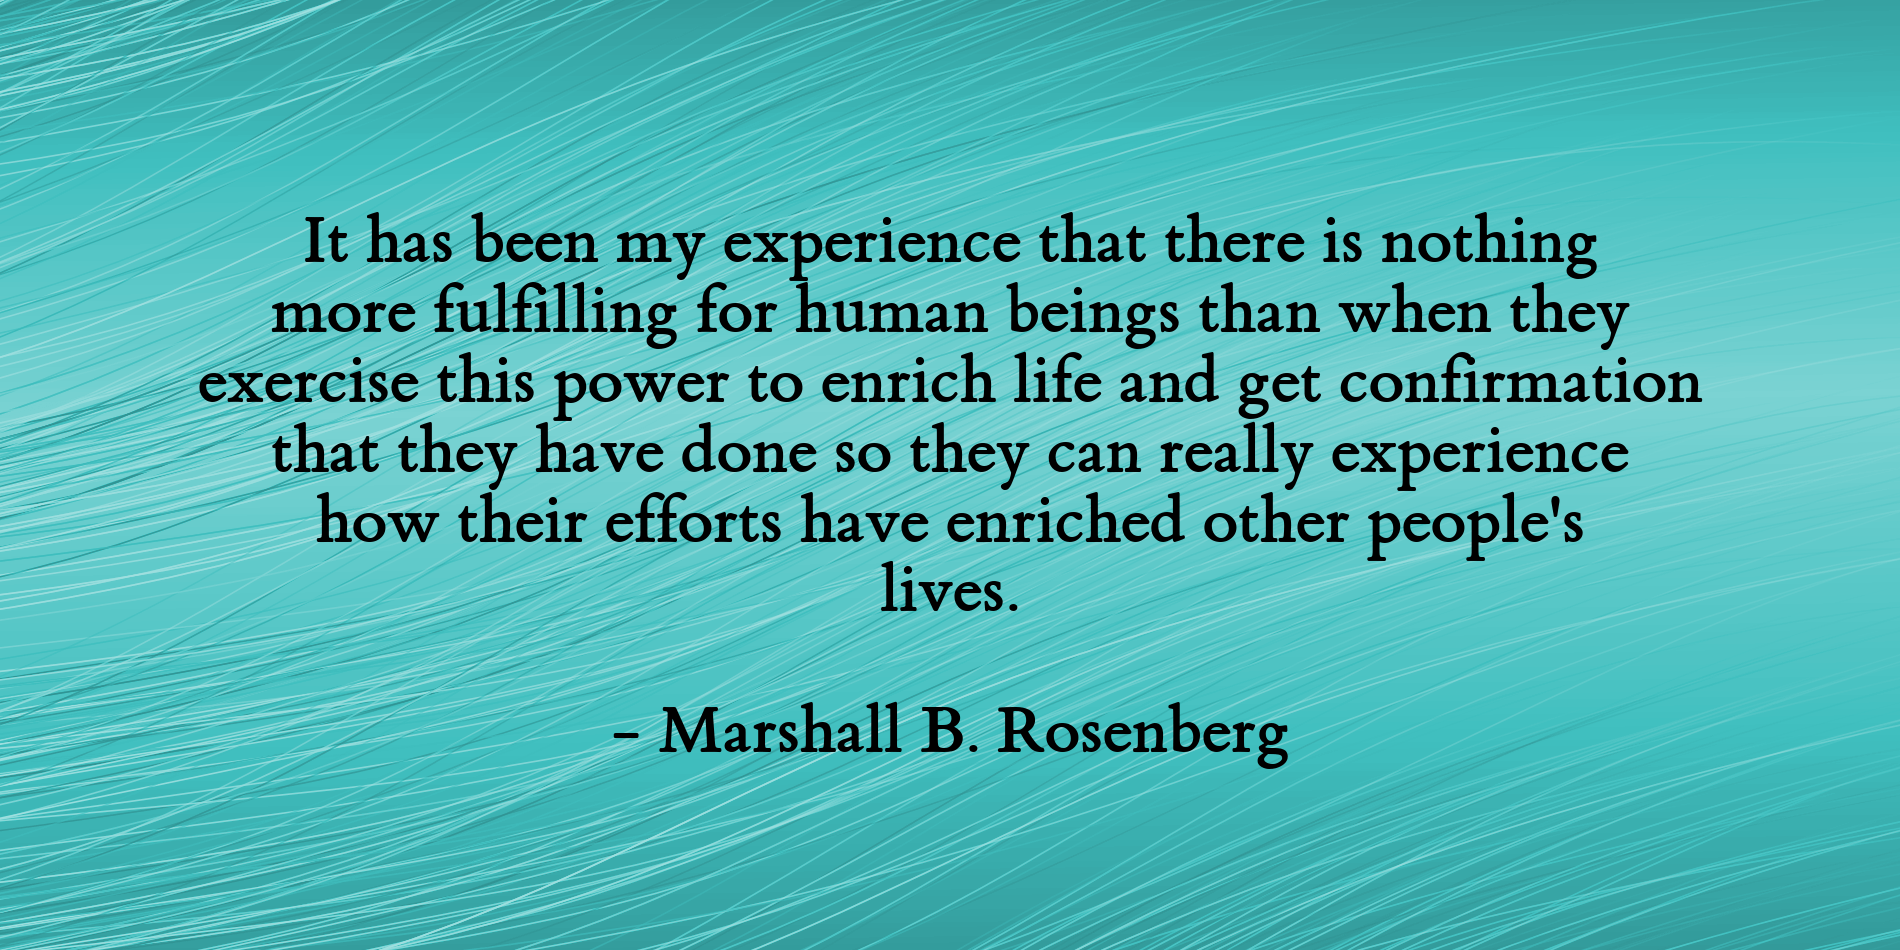 It has been my experience that there is nothing
more fulfilling for human beings than when they
exercise this power to enrich life and get confirmation
that they have done so they can really experience
how their efforts have enriched other people's
lives.
– Marshall B. Rosenberg